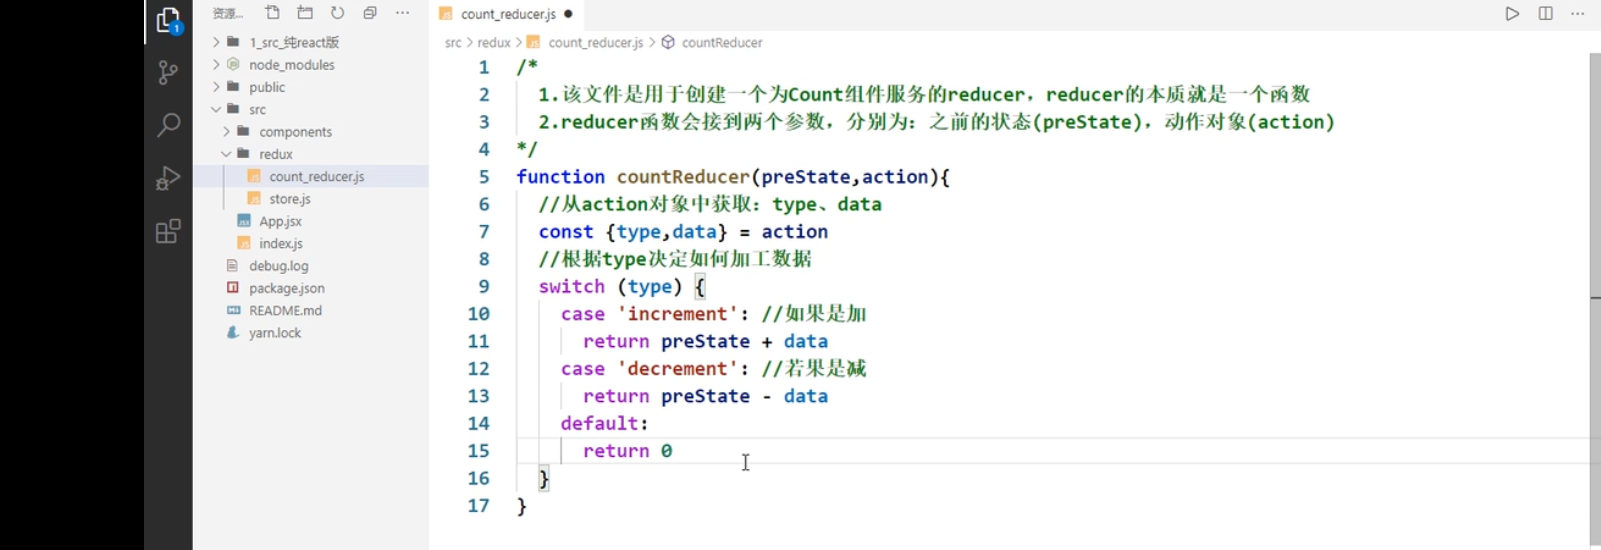 资源... ...
1_src_纯react版
node_modules
public
src
components
redux
count_reducer.js
store.js
App.jsx
index.js
debug.log
package.json
README.md
yarn.lock
1
count_reducer.js ●
src > redux > JS count_reducer.js > countReducer
1 /*
2 1.该文件是用于创建一个为Count组件服务的reducer，reducer的本质就是一个函数
3 2.reducer函数会接到两个参数，分别为：之前的状态(preState)，动作对象(action)
4 */
5 function countReducer(preState,action){
6 //从action对象中获取：type、data
7 const {type,data} = action
8 //根据type决定如何加工数据
9 switch (type) {
10 case 'increment': //如果是加
11 return preState + data
12 case 'decrement': //若果是减
13 return preState - data
14 default:
15 return 0
16 }
17 }